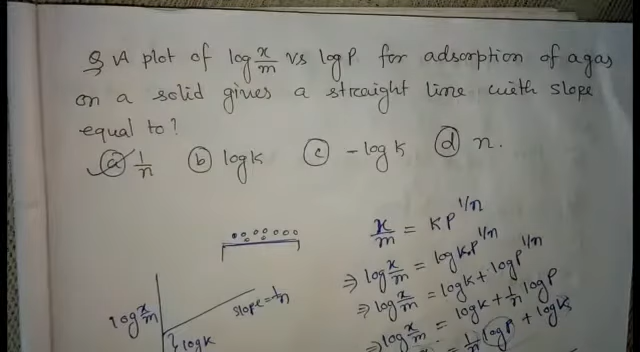 Q A plot of log x/m vs log P for adsorption of a gas
on a solid gives a straight line with slope
equal to?
(a) 1/n (b) log K (c) - log K (d) n.
x/m = KP^1/n
⇒ log x/m = log K.P^1/n
⇒ log x/m = log K + log P^1/n
⇒ log x/m = log K + 1/n log P
= 1/n log P + log K
log x/m
slope = 1/n
log K